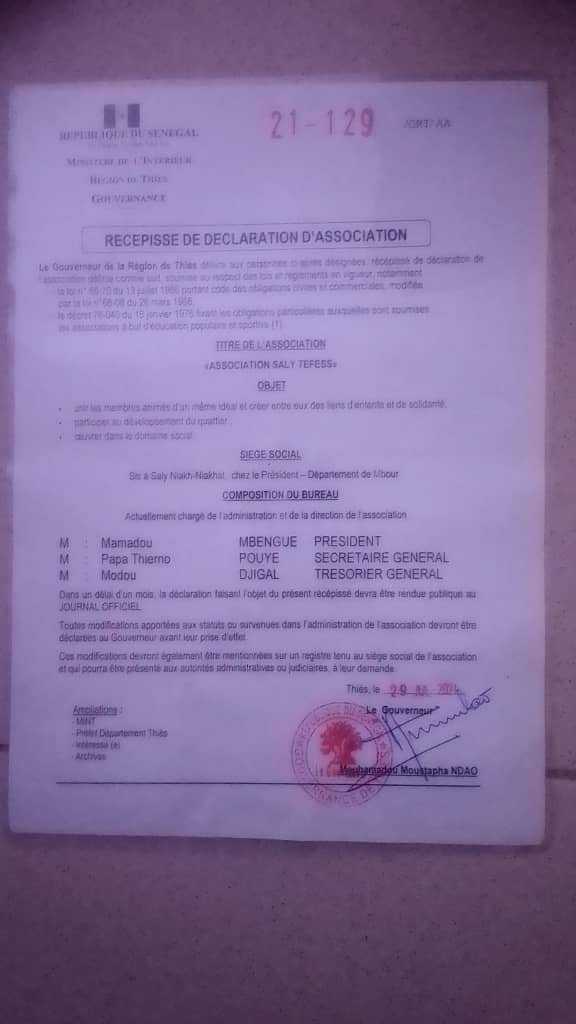 REPUBLIQUE DU SENEGAL
21-129 /GRT/AA
MINISTERE DE L'INTERIEUR
REGION DE THIES
GOUVERNANCE
RECEPISSE DE DECLARATION D'ASSOCIATION
Le Gouverneur de la Région de Thiès délivre aux personnes ci-après désignées, récépissé de déclaration de
l'association définie comme suit, soumise au respect des lois et règlements en vigueur, notamment
la loi n° 66-70 du 13 juillet 1966 portant code des obligations civiles et commerciales, modifiée
par la loi n°68-08 du 26 mars 1968
le décret 76-040 du 16 janvier 1976 fixant les obligations particulières auxquelles sont soumises
les associations à but d'éducation populaire et sportive (1)
TITRE DE L'ASSOCIATION
«ASSOCIATION SALY TEFESS»
OBJET
- unir les membres animés d'un même idéal et créer entre eux des liens d'entente et de solidarité;
- participer au développement du quartier ;
- œuvrer dans le domaine social.
SIEGE SOCIAL
Sis à Saly Niakh-Niakhal, chez le Président – Département de Mbour
COMPOSITION DU BUREAU
Actuellement chargé de l'administration et de la direction de l'association
M : Mamadou MBENGUE PRESIDENT
M : Papa Thierno POUYE SECRETAIRE GENERAL
M : Modou DJIGAL TRESORIER GENERAL
Dans un délai d'un mois, la déclaration faisant l'objet du présent récépissé devra être rendue publique au
JOURNAL OFFICIEL
Toutes modifications apportées aux statuts ou survenues dans l'administration de l'association devront être
déclarées au Gouverneur avant leur prise d'effet.
Ces modifications devront également être mentionnées sur un registre tenu au siège social de l'association
et qui pourra être présenté aux autorités administratives ou judiciaires, à leur demande.
Thiès, le 29
Ampliations :
Le Gouverneur
- MINT
- Préfet Département Thiès
- Intéressé (e)
- Archives
Mouhamadou Moustapha NDAO